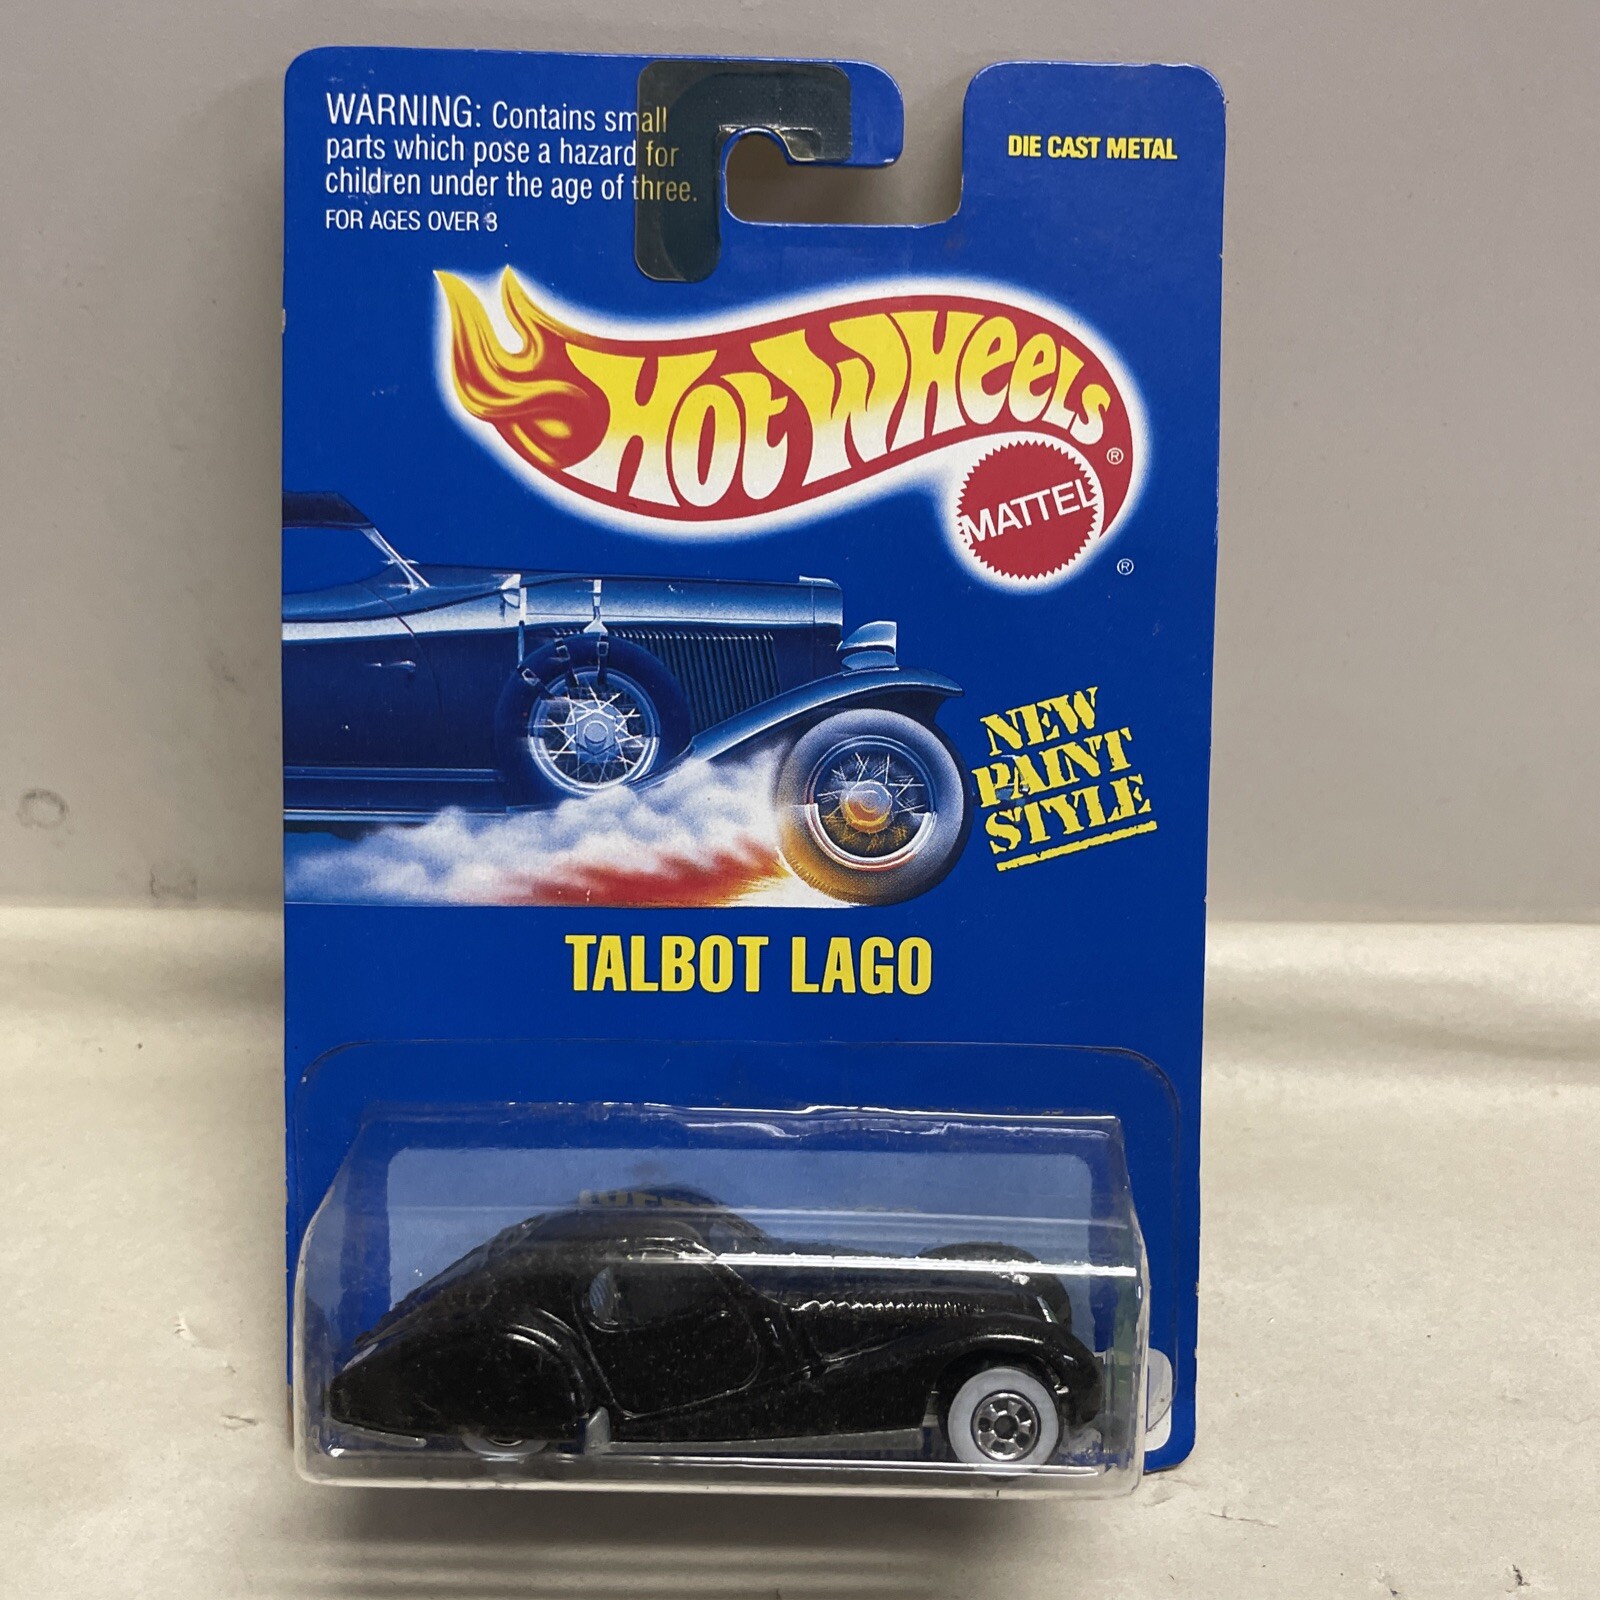 WARNING: Contains small
parts which pose a hazard for
children under the age of three.
FOR AGES OVER 3
DIE CAST METAL
HOT WHEELS ®
MATTEL
®
NEW
PAINT
STYLE
TALBOT LAGO